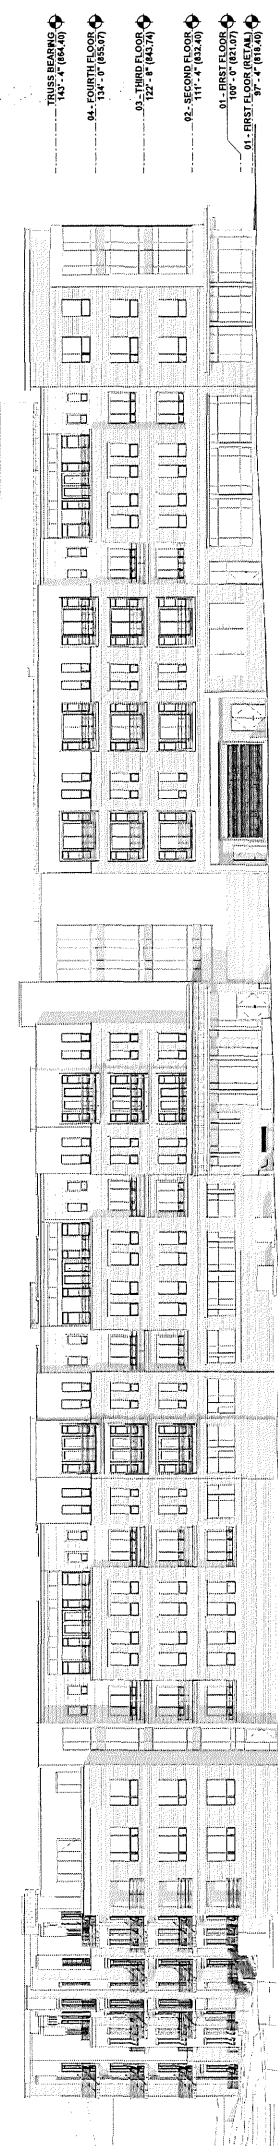 TRUSS BEARING
143' - 4" (864.40)
04 - FOURTH FLOOR
134' - 0" (855.07)
03 - THIRD FLOOR
122' - 8" (843.74)
02 - SECOND FLOOR
111' - 4" (832.40)
01 - FIRST FLOOR
100' - 0" (821.07)
01 - FIRST FLOOR (RETAIL)
97' - 4" (818.40)